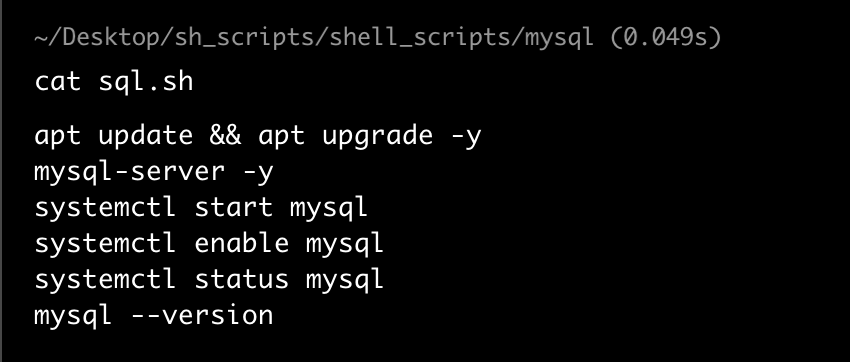 ~/Desktop/sh_scripts/shell_scripts/mysql (0.049s)
cat sql.sh
apt update && apt upgrade -y
mysql-server -y
systemctl start mysql
systemctl enable mysql
systemctl status mysql
mysql --version